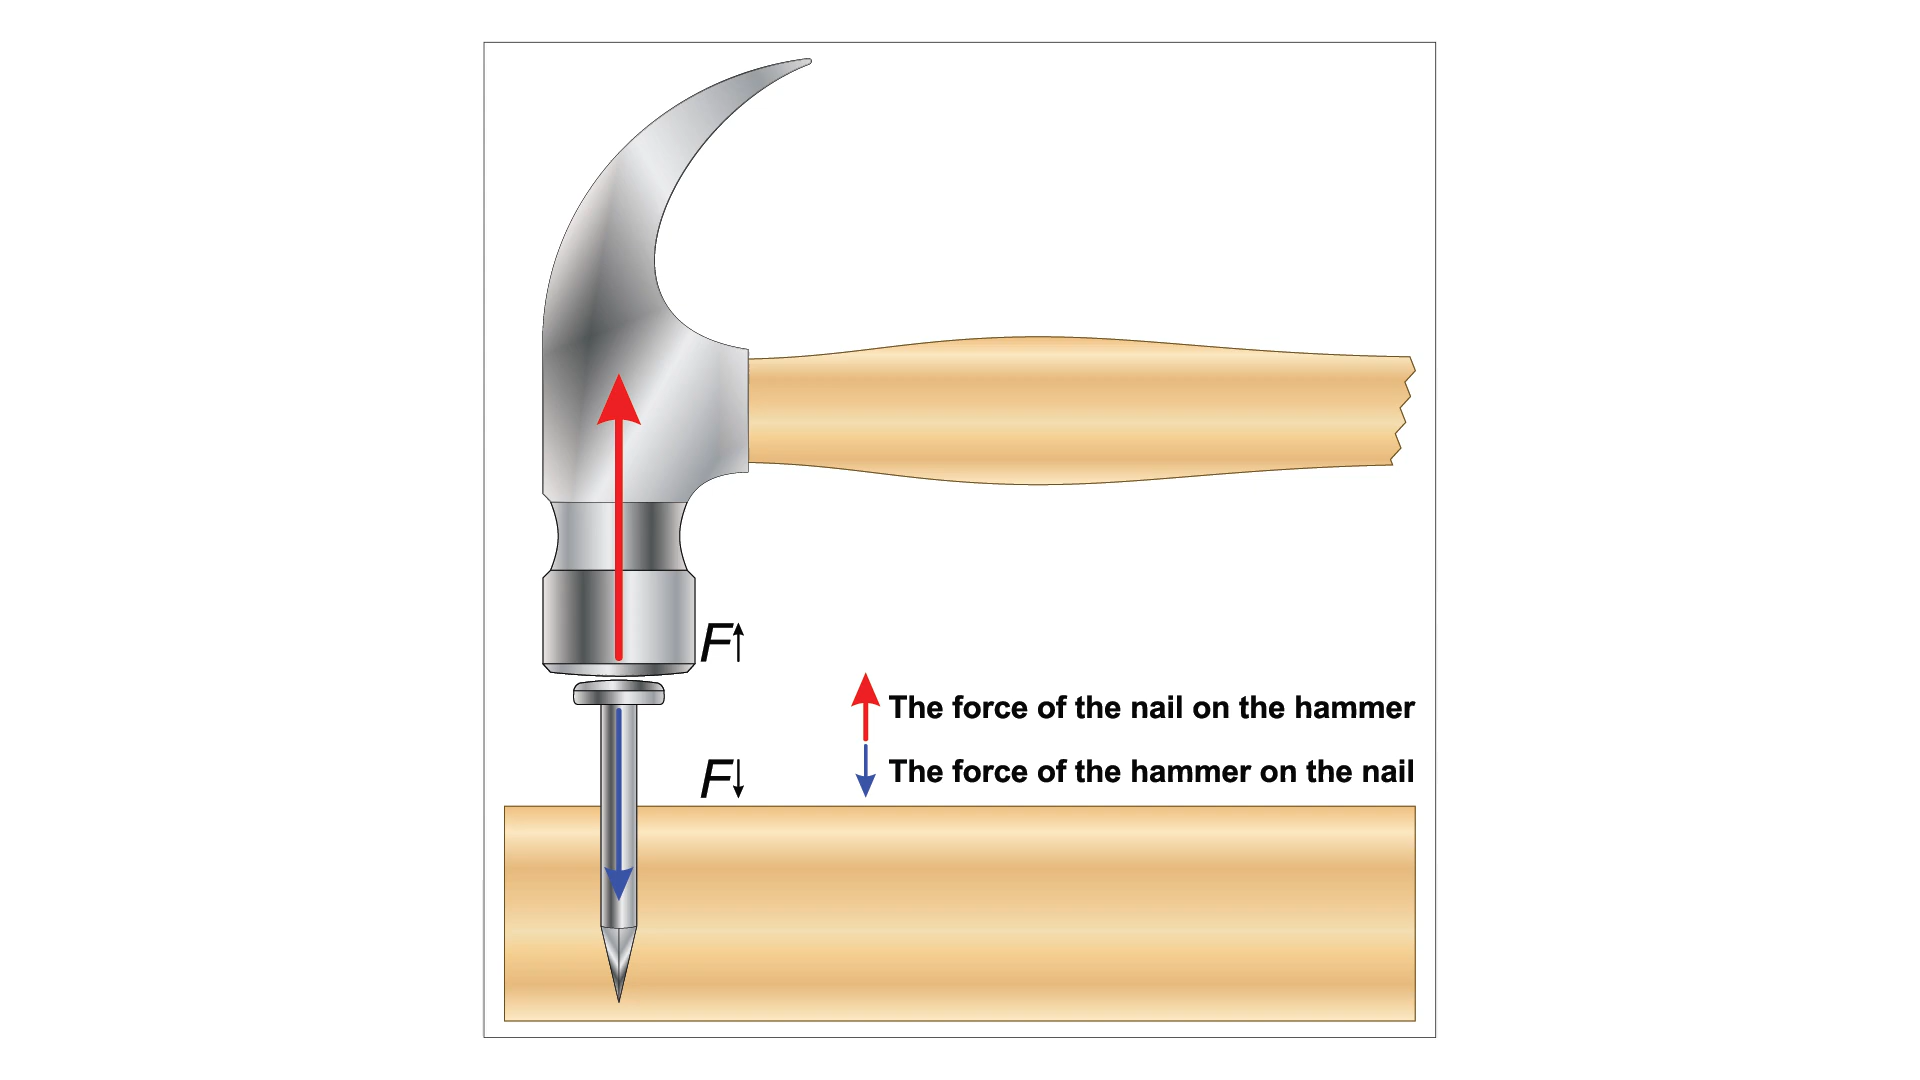 F↑
The force of the nail on the hammer
The force of the hammer on the nail
F↓